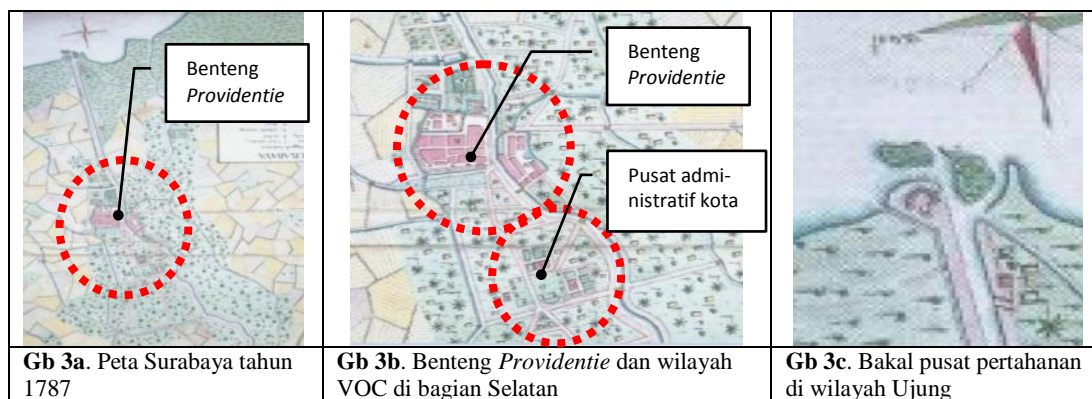 Benteng
Providentie
Benteng
Providentie
Pusat admi-
nistratif kota
Gb 3a. Peta Surabaya tahun
1787
Gb 3b. Benteng Providentie dan wilayah
VOC di bagian Selatan
Gb 3c. Bakal pusat pertahanan
di wilayah Ujung